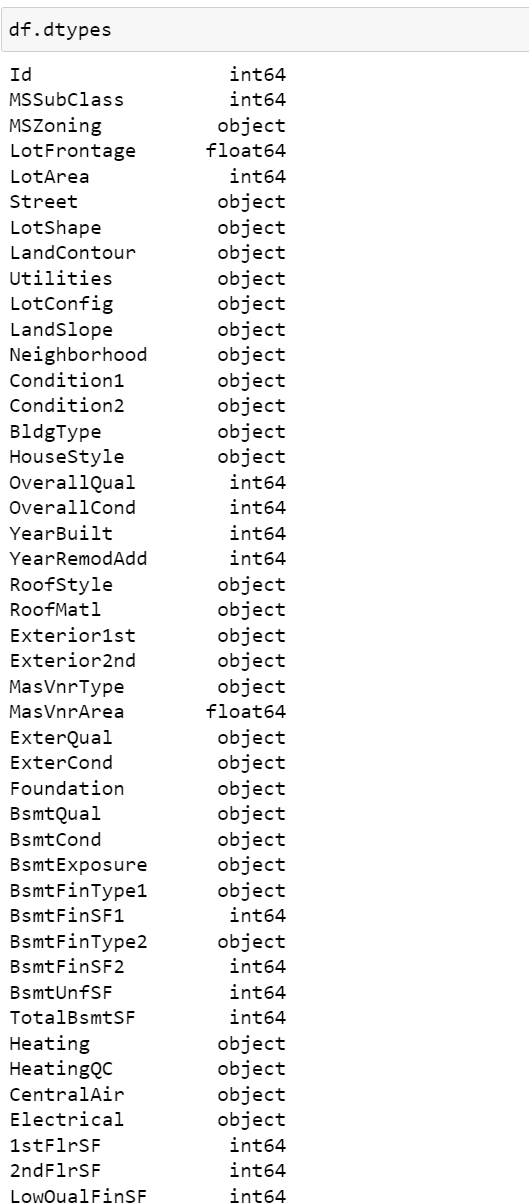 df.dtypes
Id int64
MSSubClass int64
MSZoning object
LotFrontage float64
LotArea int64
Street object
LotShape object
LandContour object
Utilities object
LotConfig object
LandSlope object
Neighborhood object
Condition1 object
Condition2 object
BldgType object
HouseStyle object
OverallQual int64
OverallCond int64
YearBuilt int64
YearRemodAdd int64
RoofStyle object
RoofMatl object
Exterior1st object
Exterior2nd object
MasVnrType object
MasVnrArea float64
ExterQual object
ExterCond object
Foundation object
BsmtQual object
BsmtCond object
BsmtExposure object
BsmtFinType1 object
BsmtFinSF1 int64
BsmtFinType2 object
BsmtFinSF2 int64
BsmtUnfSF int64
TotalBsmtSF int64
Heating object
HeatingQC object
CentralAir object
Electrical object
1stFlrSF int64
2ndFlrSF int64
LowQualFinSF int64